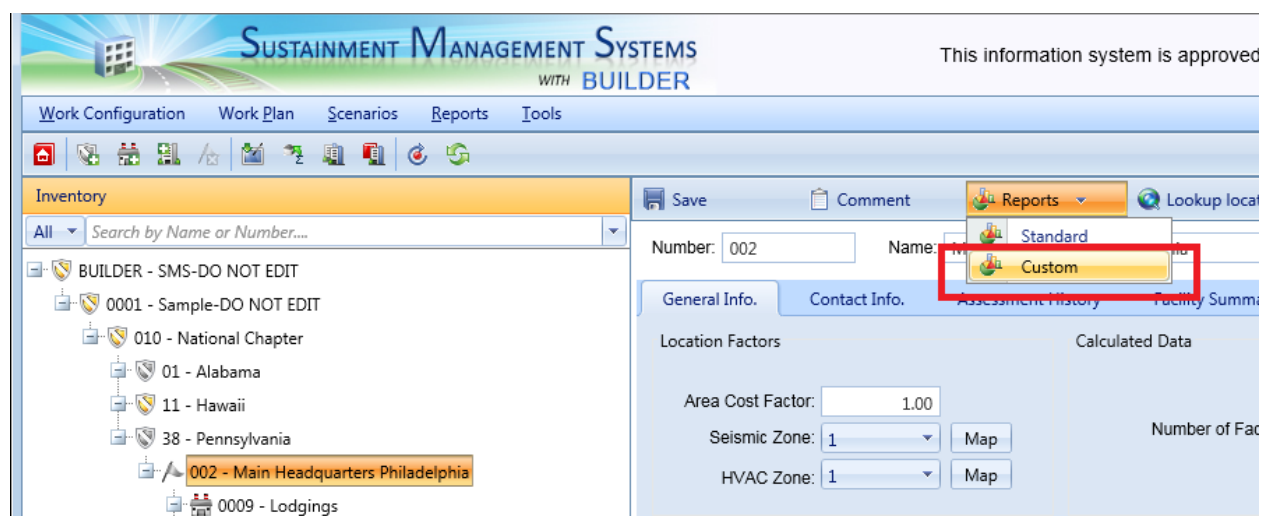 SUSTAINMENT MANAGEMENT SYSTEMS
WITH BUILDER
This information system is approved
Work Configuration Work Plan Scenarios Reports Tools
Inventory
Save Comment Reports Lookup locat
All Search by Name or Number....
Standard
Custom
Number: 002 Name:
BUILDER - SMS-DO NOT EDIT
0001 - Sample-DO NOT EDIT
010 - National Chapter
01 - Alabama
11 - Hawaii
38 - Pennsylvania
002 - Main Headquarters Philadelphia
0009 - Lodgings
General Info. Contact Info. Assessment History Facility Summa
Location Factors Calculated Data
Area Cost Factor: 1.00
Seismic Zone: 1 Map Number of Fac
HVAC Zone: 1 Map